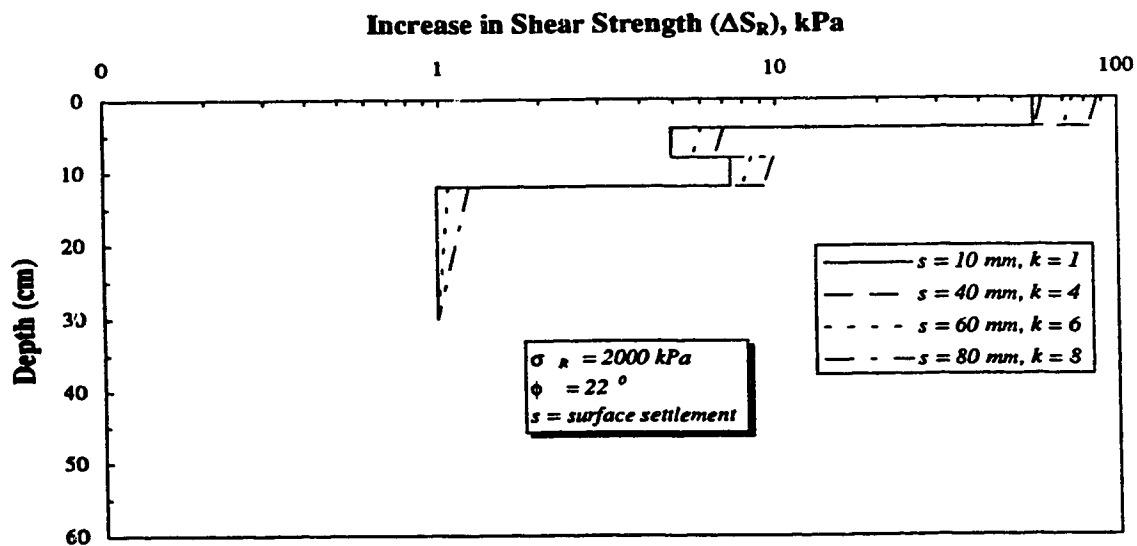 Increase in Shear Strength (ΔS_R), kPa
0 1 10 100
0
10
20
30
40
50
60
Depth (cm)
s = 10 mm, k = 1
s = 40 mm, k = 4
s = 60 mm, k = 6
s = 80 mm, k = 8
σ R = 2000 kPa
ϕ = 22 °
s = surface settlement